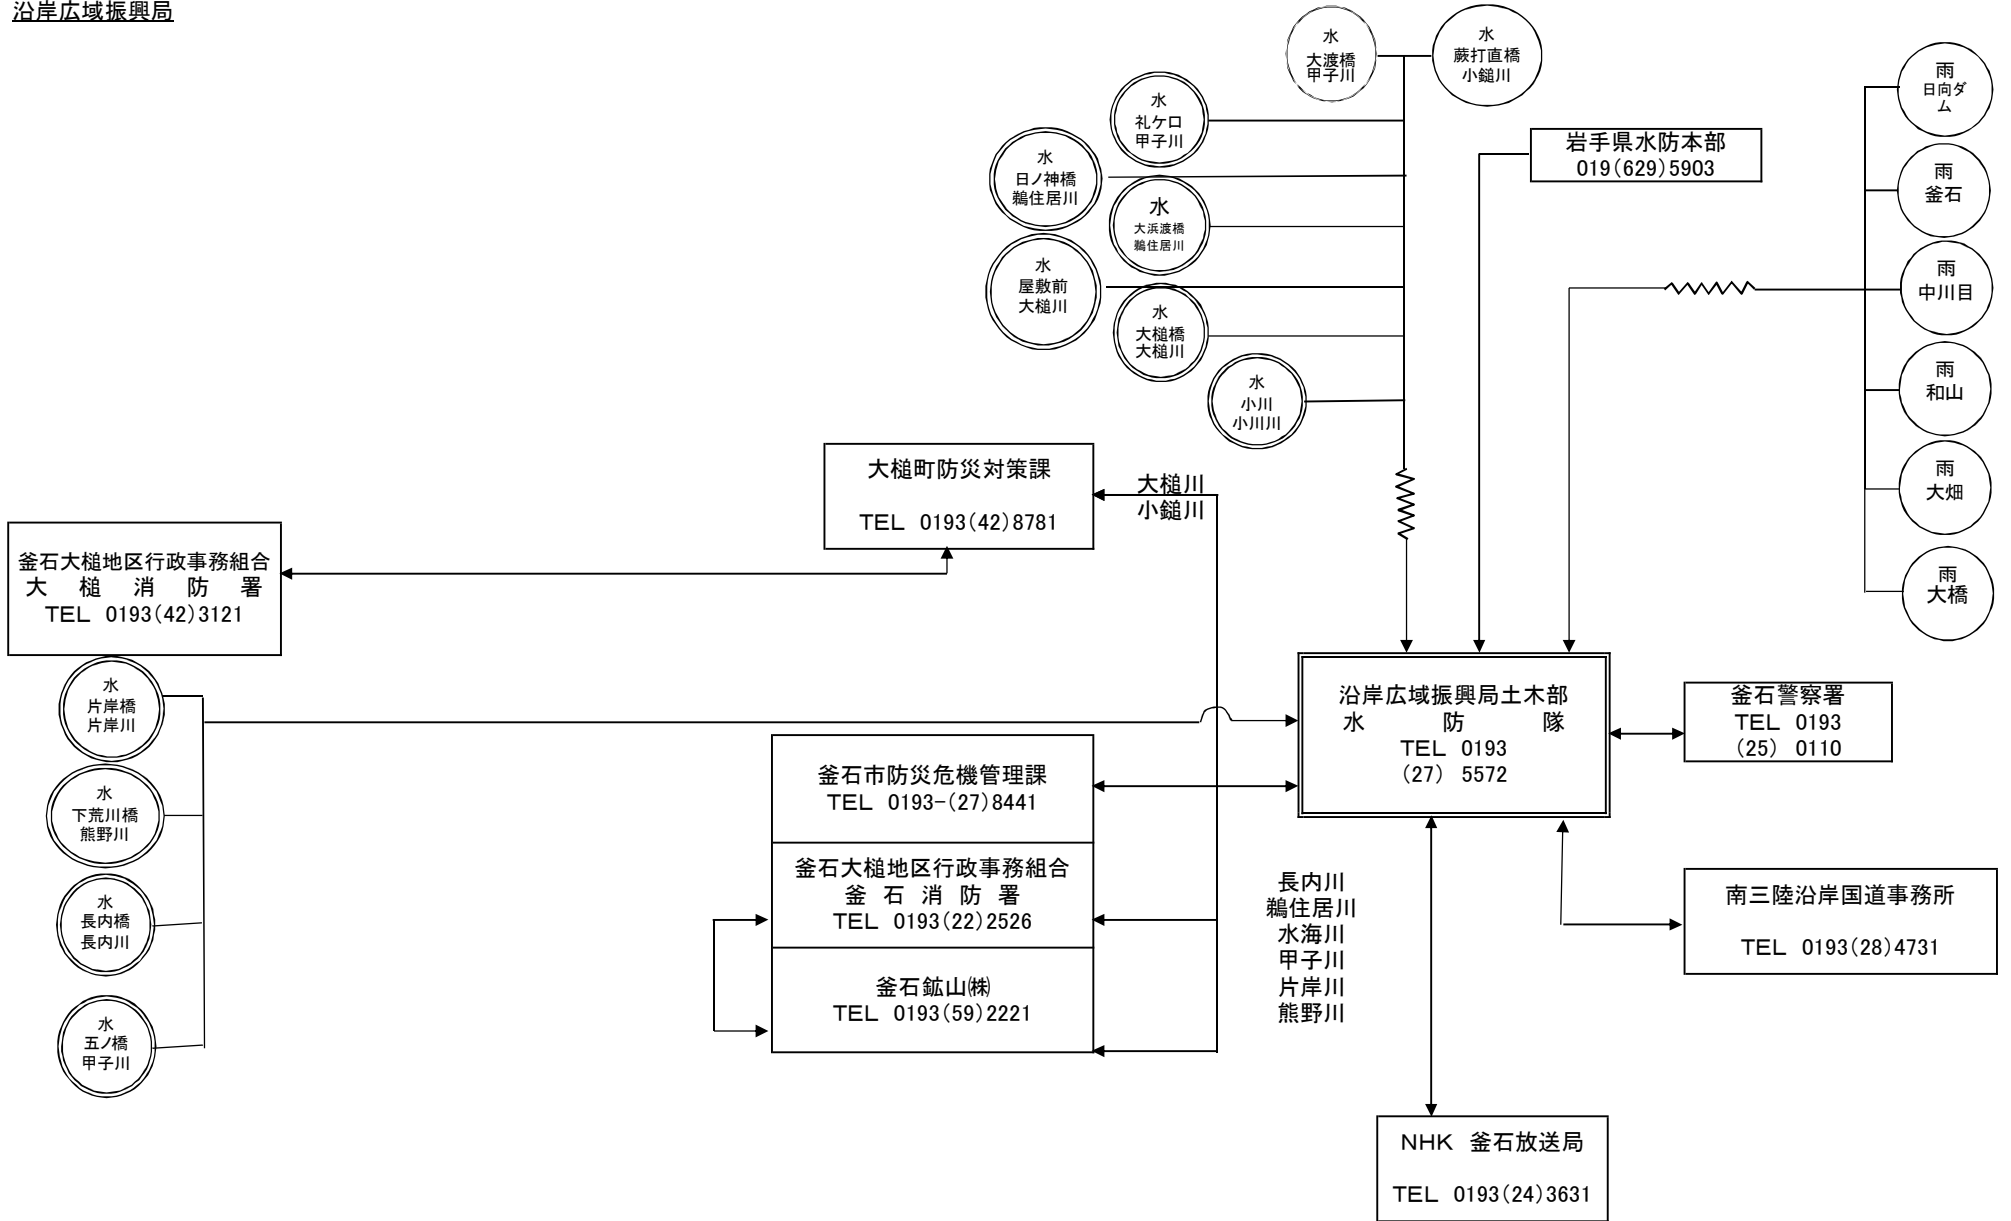 沿岸広域振興局
水
大渡橋
甲子川
水
蕨打直橋
小鎚川
水
礼ケ口
甲子川
水
日ノ神橋
鵜住居川
水
大浜渡橋
鵜住居川
水
屋敷前
大槌川
水
大槌橋
大槌川
水
小川
小川川
岩手県水防本部
019(629)5903
雨
日向ダ
ム
雨
釜石
雨
中川目
雨
和山
雨
大畑
雨
大橋
大槌町防災対策課
TEL 0193(42)8781
大槌川
小鎚川
釜石大槌地区行政事務組合
大 槌 消 防 署
TEL 0193(42)3121
水
片岸橋
片岸川
水
下荒川橋
熊野川
水
長内橋
長内川
水
五ノ橋
甲子川
釜石市防災危機管理課
TEL 0193-(27)8441
釜石大槌地区行政事務組合
釜 石 消 防 署
TEL 0193(22)2526
釜石鉱山㈱
TEL 0193(59)2221
沿岸広域振興局土木部
水 防 隊
TEL 0193
(27) 5572
釜石警察署
TEL 0193
(25) 0110
長内川
鵜住居川
水海川
甲子川
片岸川
熊野川
南三陸沿岸国道事務所
TEL 0193(28)4731
NHK 釜石放送局
TEL 0193(24)3631